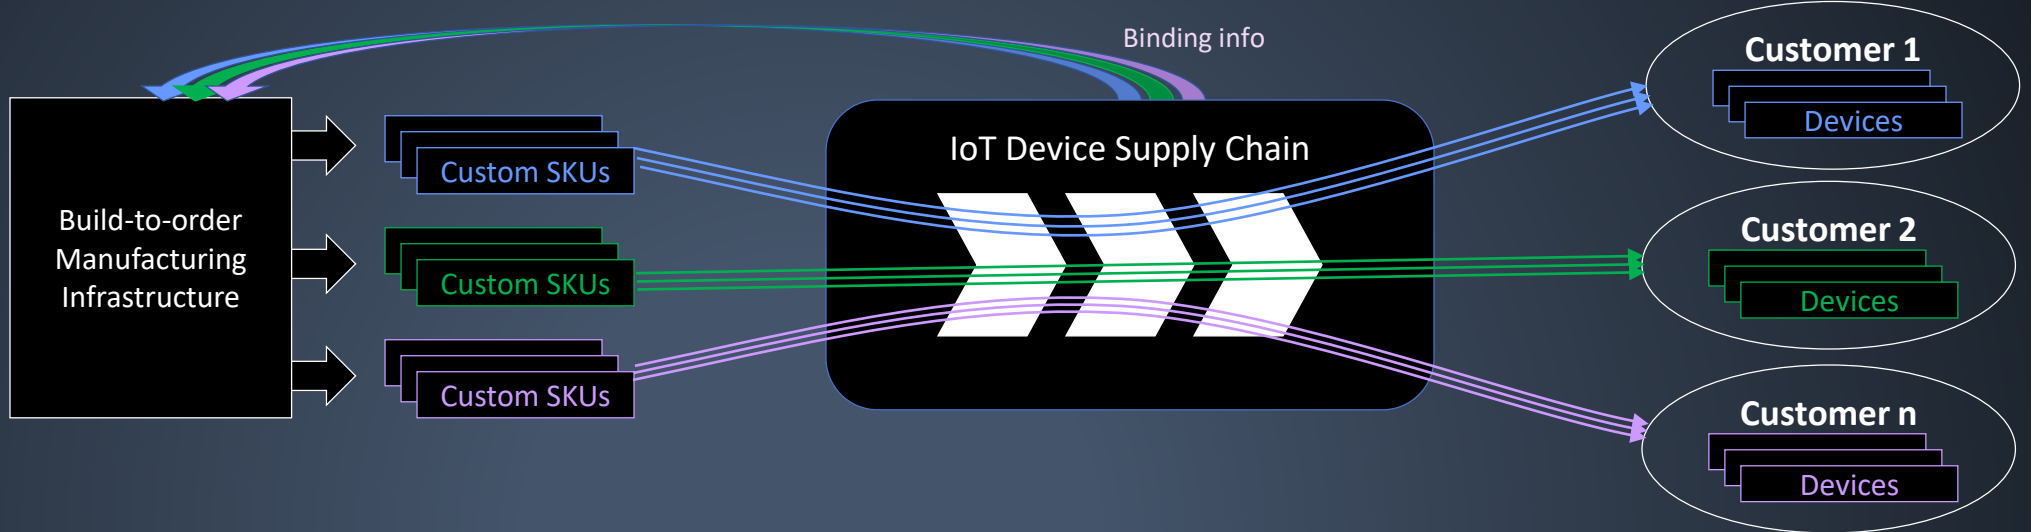 Binding info
Build-to-order
Manufacturing
Infrastructure
Custom SKUs
Custom SKUs
Custom SKUs
IoT Device Supply Chain
Customer 1
Devices
Customer 2
Devices
Customer n
Devices